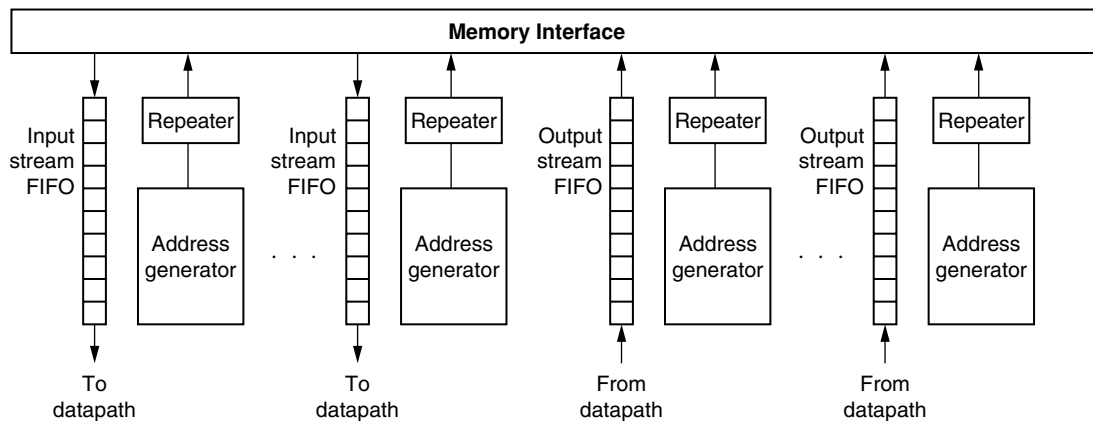 Memory Interface
Input
stream
FIFO
Repeater
Address
generator
. . .
Input
stream
FIFO
Repeater
Address
generator
Output
stream
FIFO
Repeater
Address
generator
. . .
Output
stream
FIFO
Repeater
Address
generator
To
datapath
To
datapath
From
datapath
From
datapath